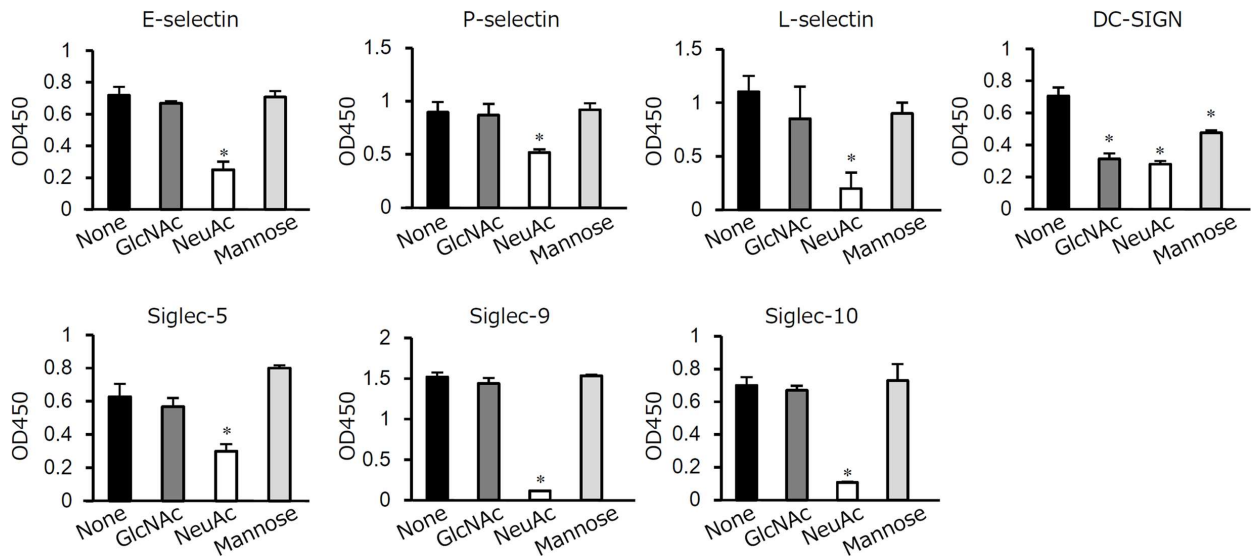 E-selectin
P-selectin
L-selectin
DC-SIGN
OD450
1
0.8
0.6
0.4
0.2
0
*
None
GlcNAc
NeuAc
Mannose
OD450
1.5
1
0.5
0
*
None
GlcNAc
NeuAc
Mannose
OD450
1.5
1
0.5
0
*
None
GlcNAc
NeuAc
Mannose
OD450
1
0.8
0.6
0.4
0.2
0
*
*
*
None
GlcNAc
NeuAc
Mannose
Siglec-5
Siglec-9
Siglec-10
OD450
1
0.8
0.6
0.4
0.2
0
*
None
GlcNAc
NeuAc
Mannose
OD450
2
1.5
1
0.5
0
*
None
GlcNAc
NeuAc
Mannose
OD450
1
0.8
0.6
0.4
0.2
0
*
None
GlcNAc
NeuAc
Mannose